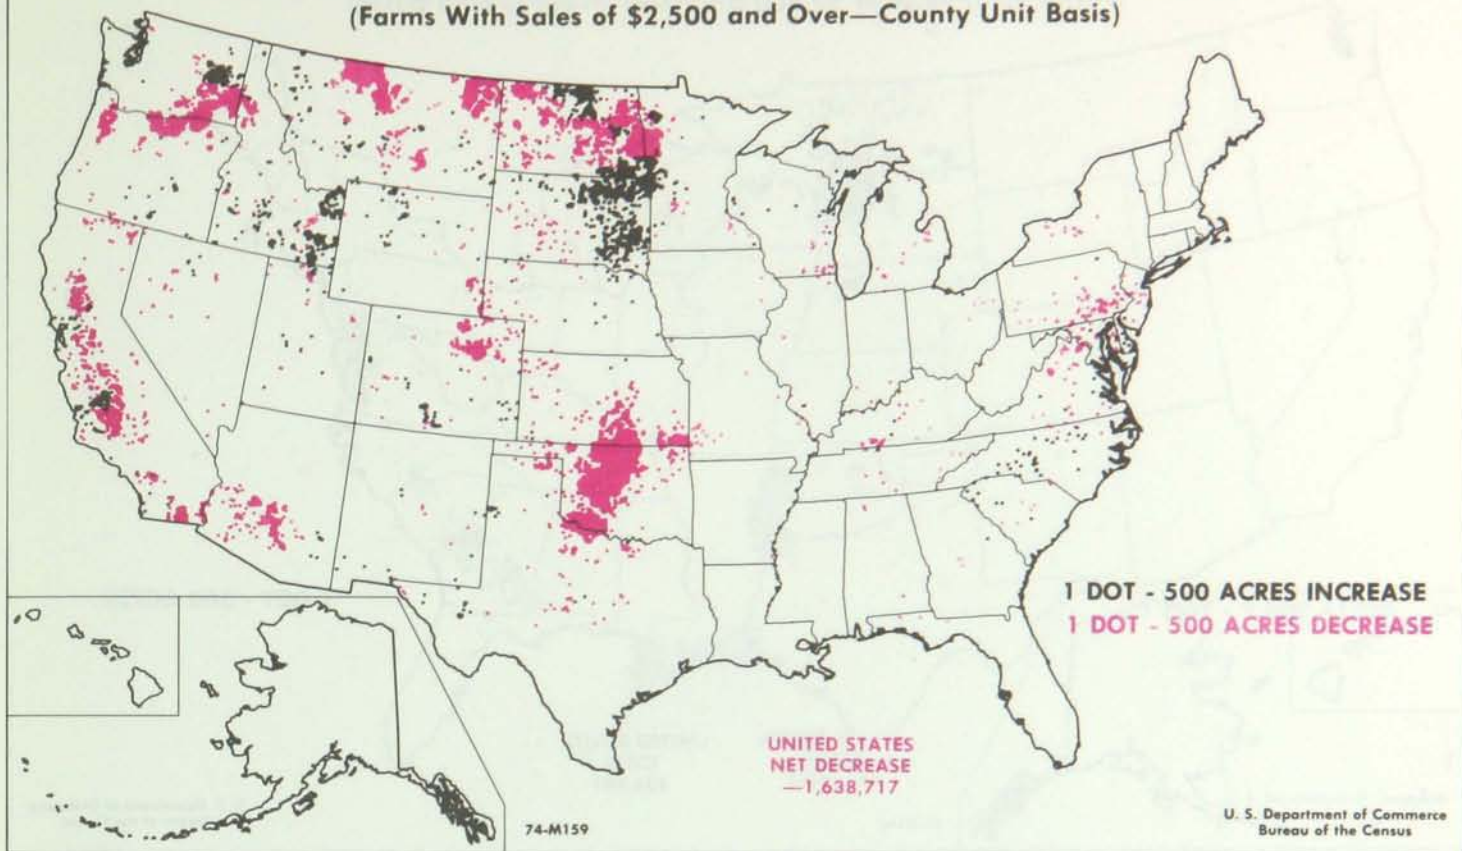 (Farms With Sales of $2,500 and Over—County Unit Basis)
1 DOT - 500 ACRES INCREASE
1 DOT - 500 ACRES DECREASE
UNITED STATES
NET DECREASE
—1,638,717
74-M159
U. S. Department of Commerce
Bureau of the Census